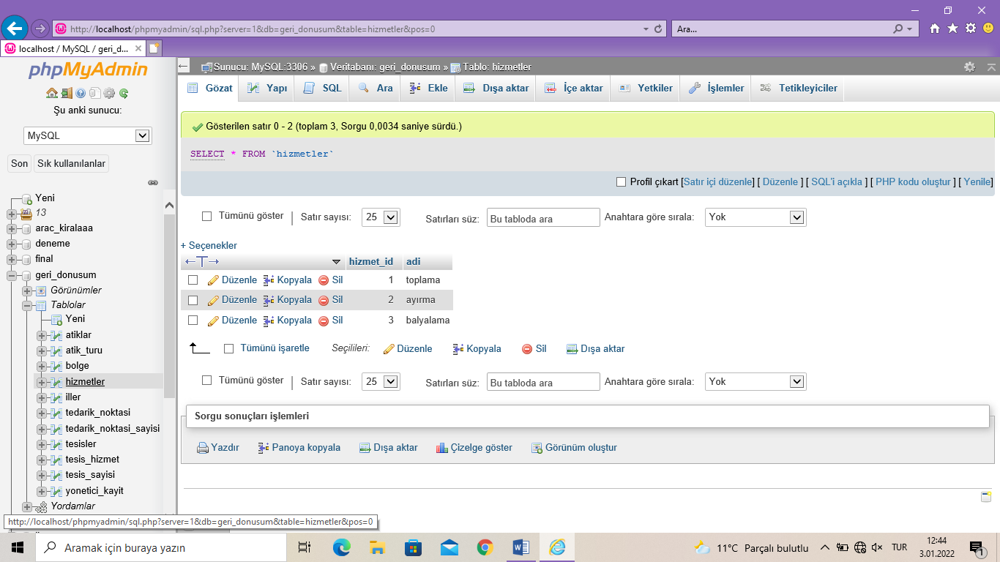 http://localhost/phpmyadmin/sql.php?server=1&db=geri_donusum&table=hizmetler&pos=0
Ara...
localhost / MySQL / geri_d...
phpMyAdmin
Şu anki sunucu:
MySQL
Son
Sık kullanılanlar
Yeni
13
arac_kiralaaa
deneme
final
geri_donusum
Görünümler
Tablolar
Yeni
atiklar
atik_turu
bolge
hizmetler
iller
tedarik_noktasi
tedarik_noktasi_sayisi
tesisler
tesis_hizmet
tesis_sayisi
yonetici_kayit
Yordamlar
http://localhost/phpmyadmin/sql.php?server=1&db=geri_donusum&table=hizmetler&pos=0
Sunucu: MySQL:3306 » Veritabanı: geri_donusum » Tablo: hizmetler
Gözat Yapı SQL Ara Ekle Dışa aktar İçe aktar Yetkiler İşlemler Tetikleyiciler
Gösterilen satır 0 - 2 (toplam 3, Sorgu 0,0034 saniye sürdü.)
SELECT * FROM `hizmetler`
Profil çıkart [Satır içi düzenle] [ Düzenle ] [ SQL'i açıkla ] [ PHP kodu oluştur ] [ Yenile]
Tümünü göster | Satır sayısı: 25 Satırları süz: Bu tabloda ara Anahtara göre sırala: Yok
+ Seçenekler
←T→ hizmet_id adi
Düzenle Kopyala Sil 1 toplama
Düzenle Kopyala Sil 2 ayırma
Düzenle Kopyala Sil 3 balyalama
Tümünü işaretle Seçilileri: Düzenle Kopyala Sil Dışa aktar
Tümünü göster | Satır sayısı: 25 Satırları süz: Bu tabloda ara Anahtara göre sırala: Yok
Sorgu sonuçları işlemleri
Yazdır Panoya kopyala Dışa aktar Çizelge göster Görünüm oluştur
Aramak için buraya yazın
11°C Parçalı bulutlu
TUR
12:44
3.01.2022
1